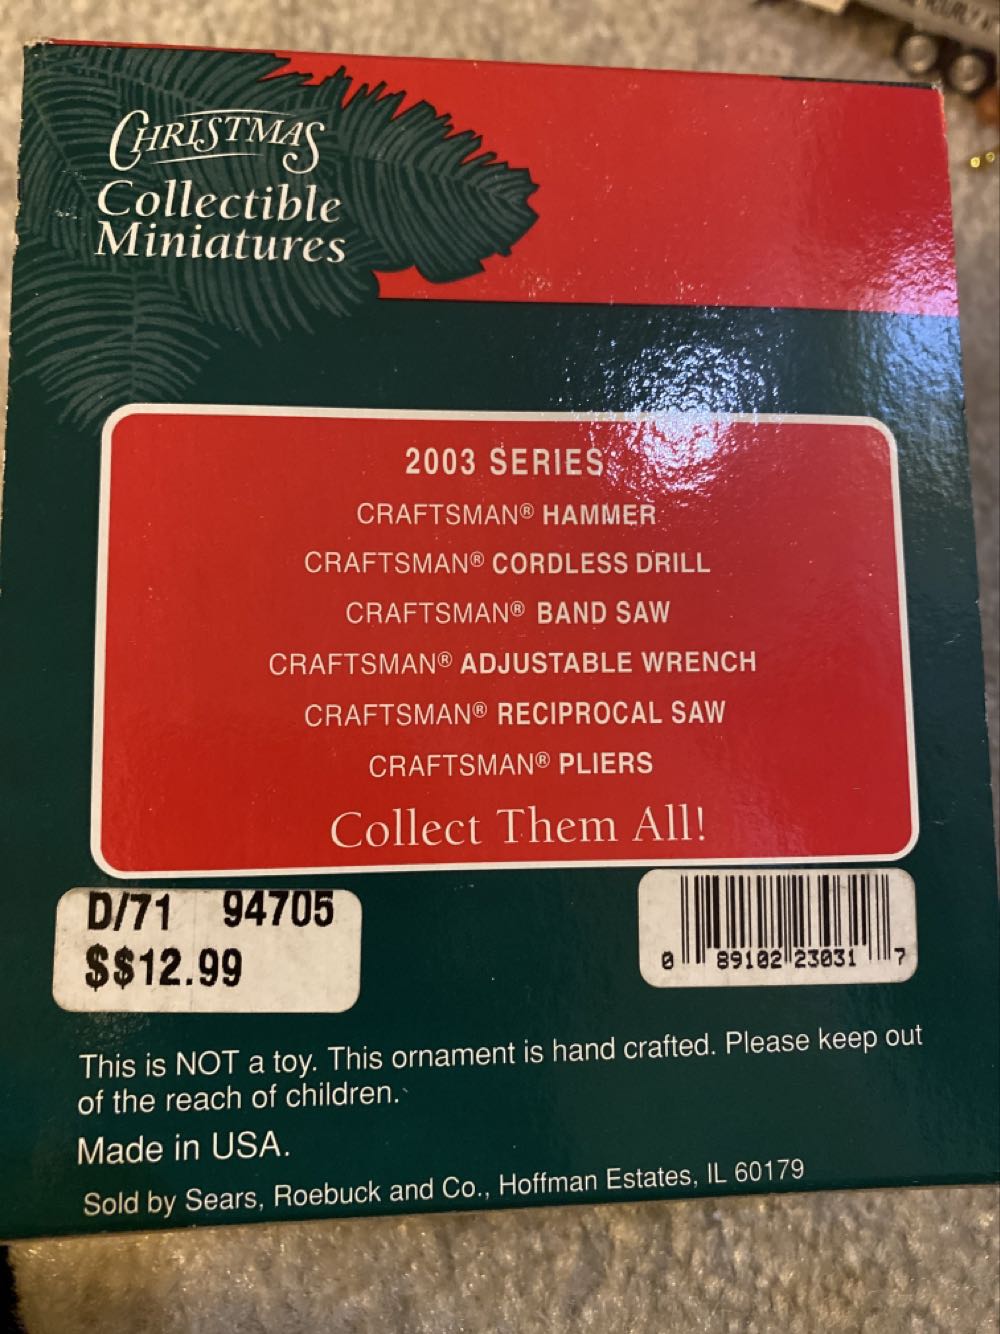 CHRISTMAS
Collectible
Miniatures
2003 SERIES
CRAFTSMAN® HAMMER
CRAFTSMAN® CORDLESS DRILL
CRAFTSMAN® BAND SAW
CRAFTSMAN® ADJUSTABLE WRENCH
CRAFTSMAN® RECIPROCAL SAW
CRAFTSMAN® PLIERS
Collect Them All!
D/71 94705
$$12.99
0 89102 23031 7
This is NOT a toy. This ornament is hand crafted. Please keep out
of the reach of children.
Made in USA.
Sold by Sears, Roebuck and Co., Hoffman Estates, IL 60179